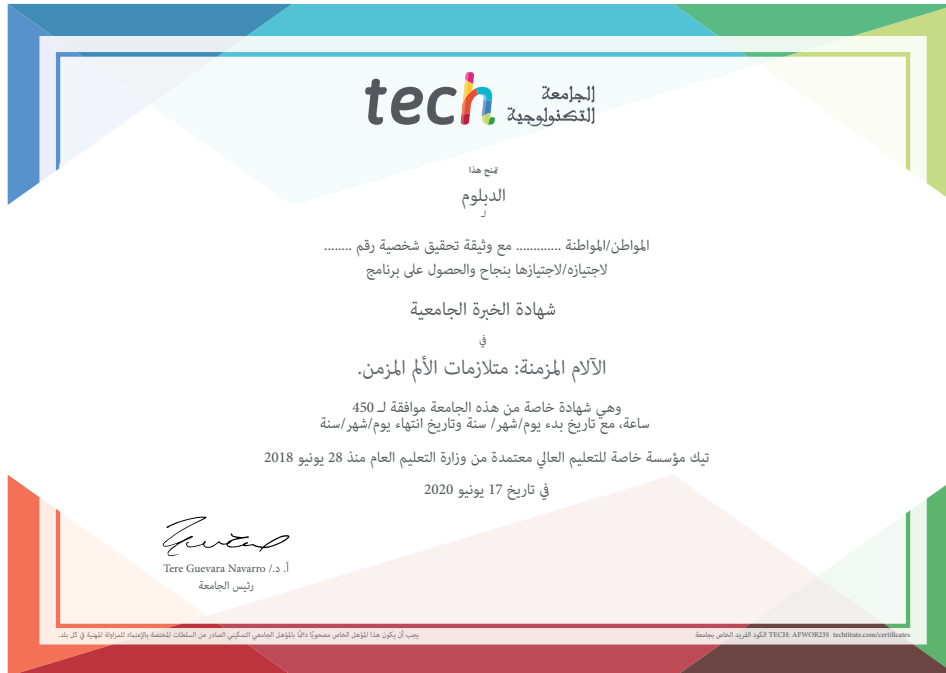 tech الجامعة
التكنولوجية
تمنح هذا
الدبلوم
لـ
المواطن/المواطنة ............. مع وثيقة تحقيق شخصية رقم ........
لاجتيازه/لاجتيازها بنجاح والحصول على برنامج
شهادة الخبرة الجامعية
في
الآلام المزمنة: متلازمات الألم المزمن.
وهي شهادة خاصة من هذه الجامعة موافقة لـ 450
ساعة، مع تاريخ بدء يوم/شهر/ سنة وتاريخ انتهاء يوم/شهر/سنة
تيك مؤسسة خاصة للتعليم العالي معتمدة من وزارة التعليم العام منذ 28 يونيو 2018
في تاريخ 17 يونيو 2020
أ. د./ Tere Guevara Navarro
رئيس الجامعة
يجب أن يكون هذا المؤهل الخاص مصحوبًا دائمًا بالمؤهل الجامعي التمكيني الصادر عن السلطات المختصة بالإعتماد للمزاولة المهنية في كل بلد.
الكود الفريد الخاص بجامعة TECH: AFWOR23S techtitute.com/certificates